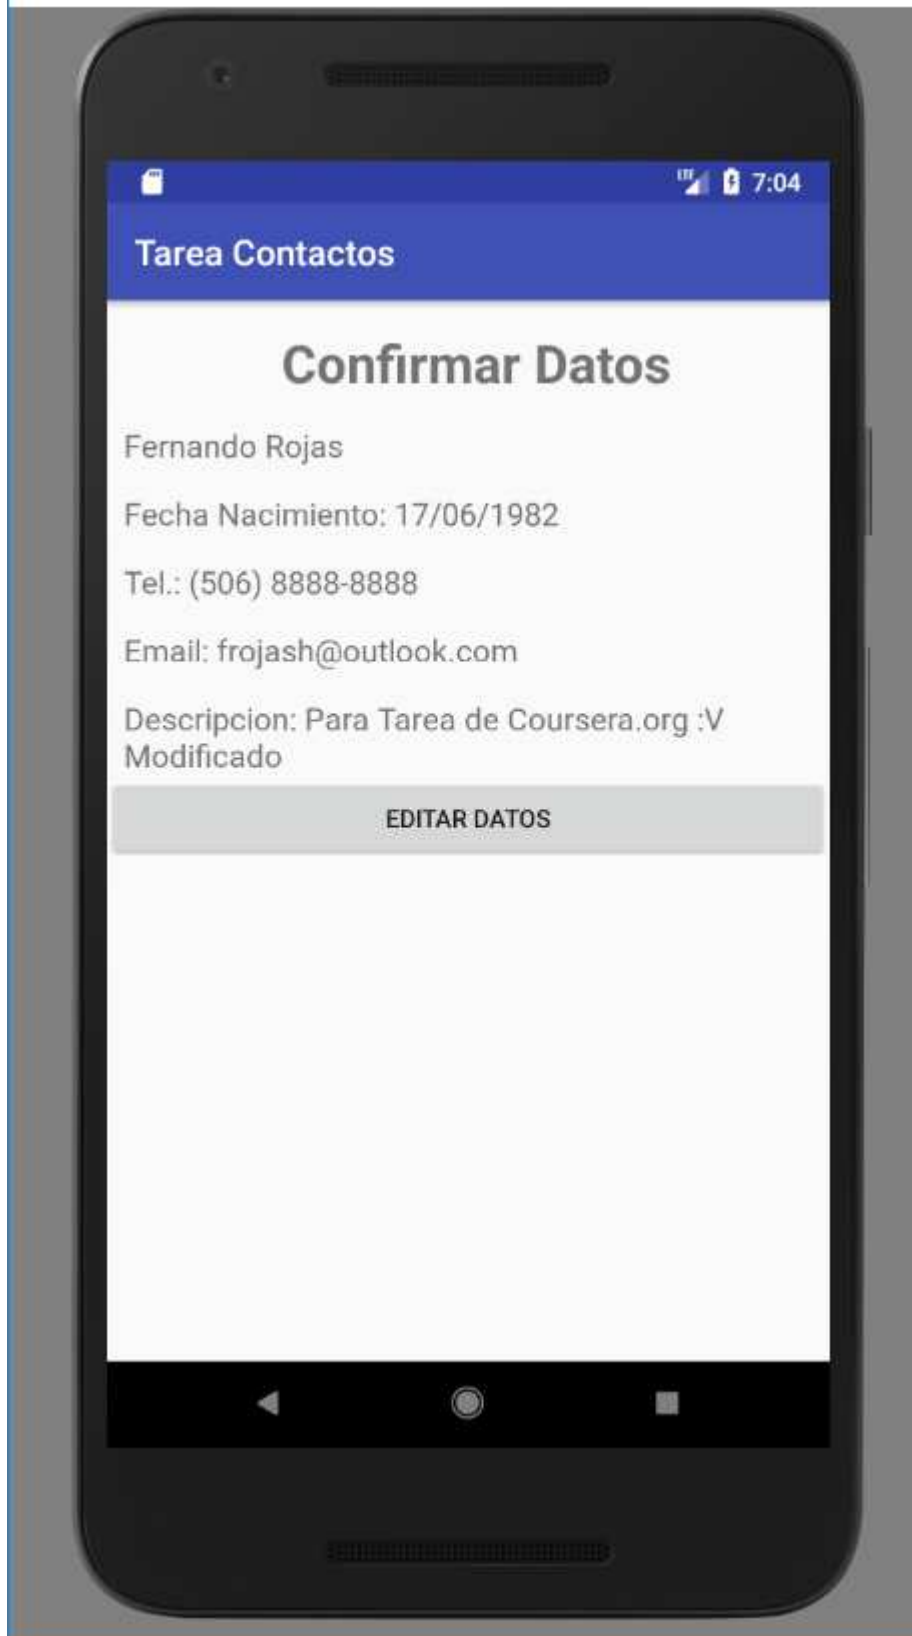 LTE 7:04
Tarea Contactos
Confirmar Datos
Fernando Rojas
Fecha Nacimiento: 17/06/1982
Tel.: (506) 8888-8888
Email: frojash@outlook.com
Descripcion: Para Tarea de Coursera.org :V
Modificado
EDITAR DATOS